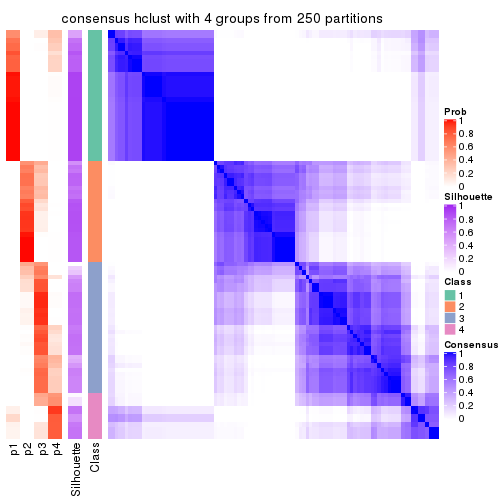 consensus hclust with 4 groups from 250 partitions
Prob
1
0.8
0.6
0.4
0.2
0
Silhouette
1
0.8
0.6
0.4
0.2
0
Class
1
2
3
4
Consensus
1
0.8
0.6
0.4
0.2
0
p1
p2
p3
p4
Silhouette
Class